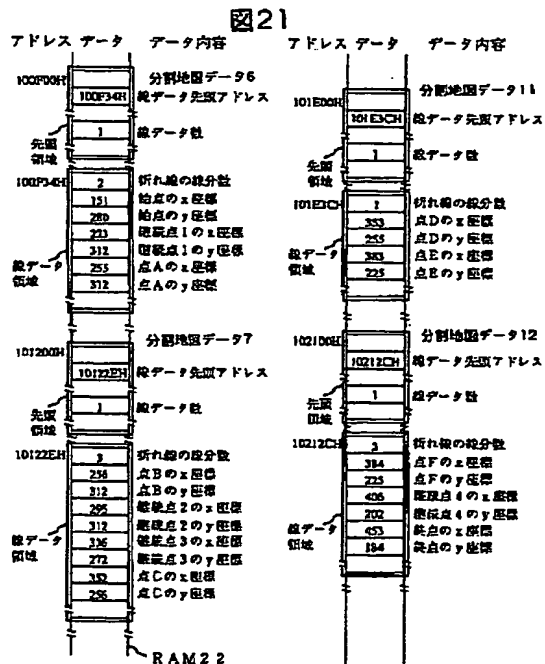 図21
アドレス データ データ内容
100F00H 分割地図データ6
100F34H 線データ先頭アドレス
先頭領域 1 線データ数
100F34H 2 折れ線の線分数
151 始点のx座標
280 始点のy座標
223 継続点1のx座標
312 継続点1のy座標
線データ領域 255 点Aのx座標
312 点Aのy座標
101200H 分割地図データ7
10122EH 線データ先頭アドレス
先頭領域 1 線データ数
10122EH 3 折れ線の線分数
256 点Bのx座標
312 点Bのy座標
295 継続点2のx座標
312 継続点2のy座標
線データ領域 336 継続点3のx座標
272 継続点3のy座標
352 点Cのx座標
256 点Cのy座標
RAM22
アドレス データ データ内容
101E00H 分割地図データ11
101E3CH 線データ先頭アドレス
先頭領域 1 線データ数
101E3CH 折れ線の線分数
353 点Dのx座標
255 点Dのy座標
線データ領域 383 点Eのx座標
225 点Eのy座標
102100H 分割地図データ12
10212CH 線データ先頭アドレス
先頭領域 1 線データ数
10212CH 折れ線の線分数
384 点Fのx座標
225 点Fのy座標
406 継続点4のx座標
202 継続点4のy座標
線データ領域 453 終点のx座標
184 終点のy座標